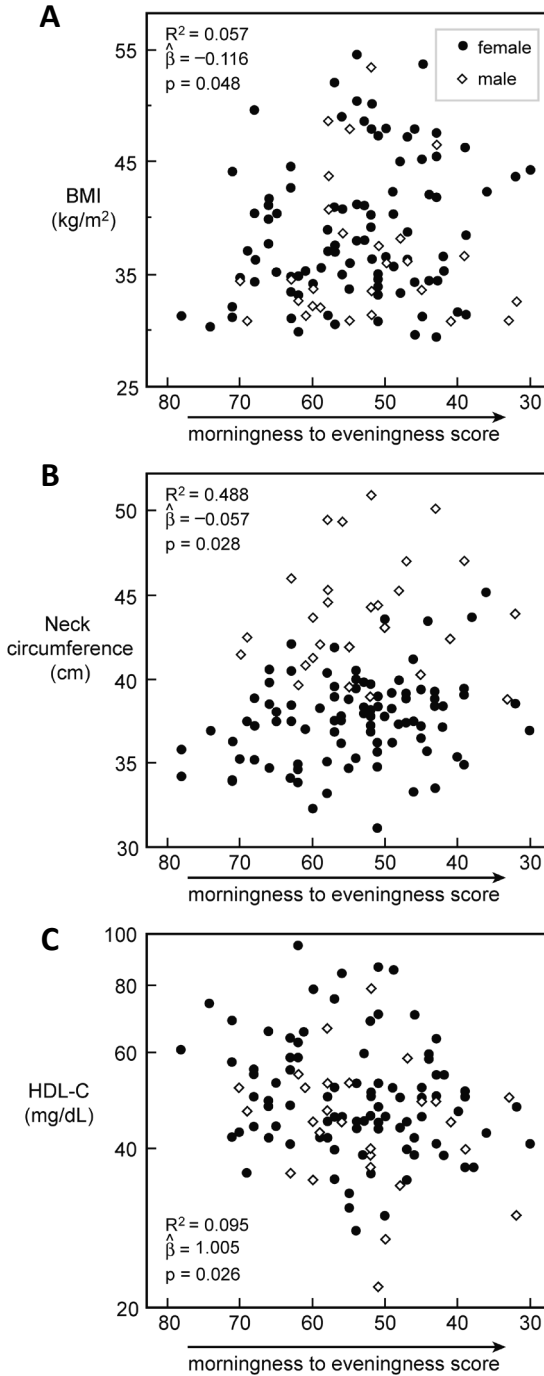 A
R² = 0.057
β̂ = −0.116
p = 0.048
female
male
55
45
35
25
BMI
(kg/m²)
80 70 60 50 40 30
morningness to eveningness score
B
R² = 0.488
β̂ = −0.057
p = 0.028
50
45
40
35
30
Neck
circumference
(cm)
80 70 60 50 40 30
morningness to eveningness score
C
100
80
60
40
20
HDL-C
(mg/dL)
R² = 0.095
β̂ = 1.005
p = 0.026
80 70 60 50 40 30
morningness to eveningness score